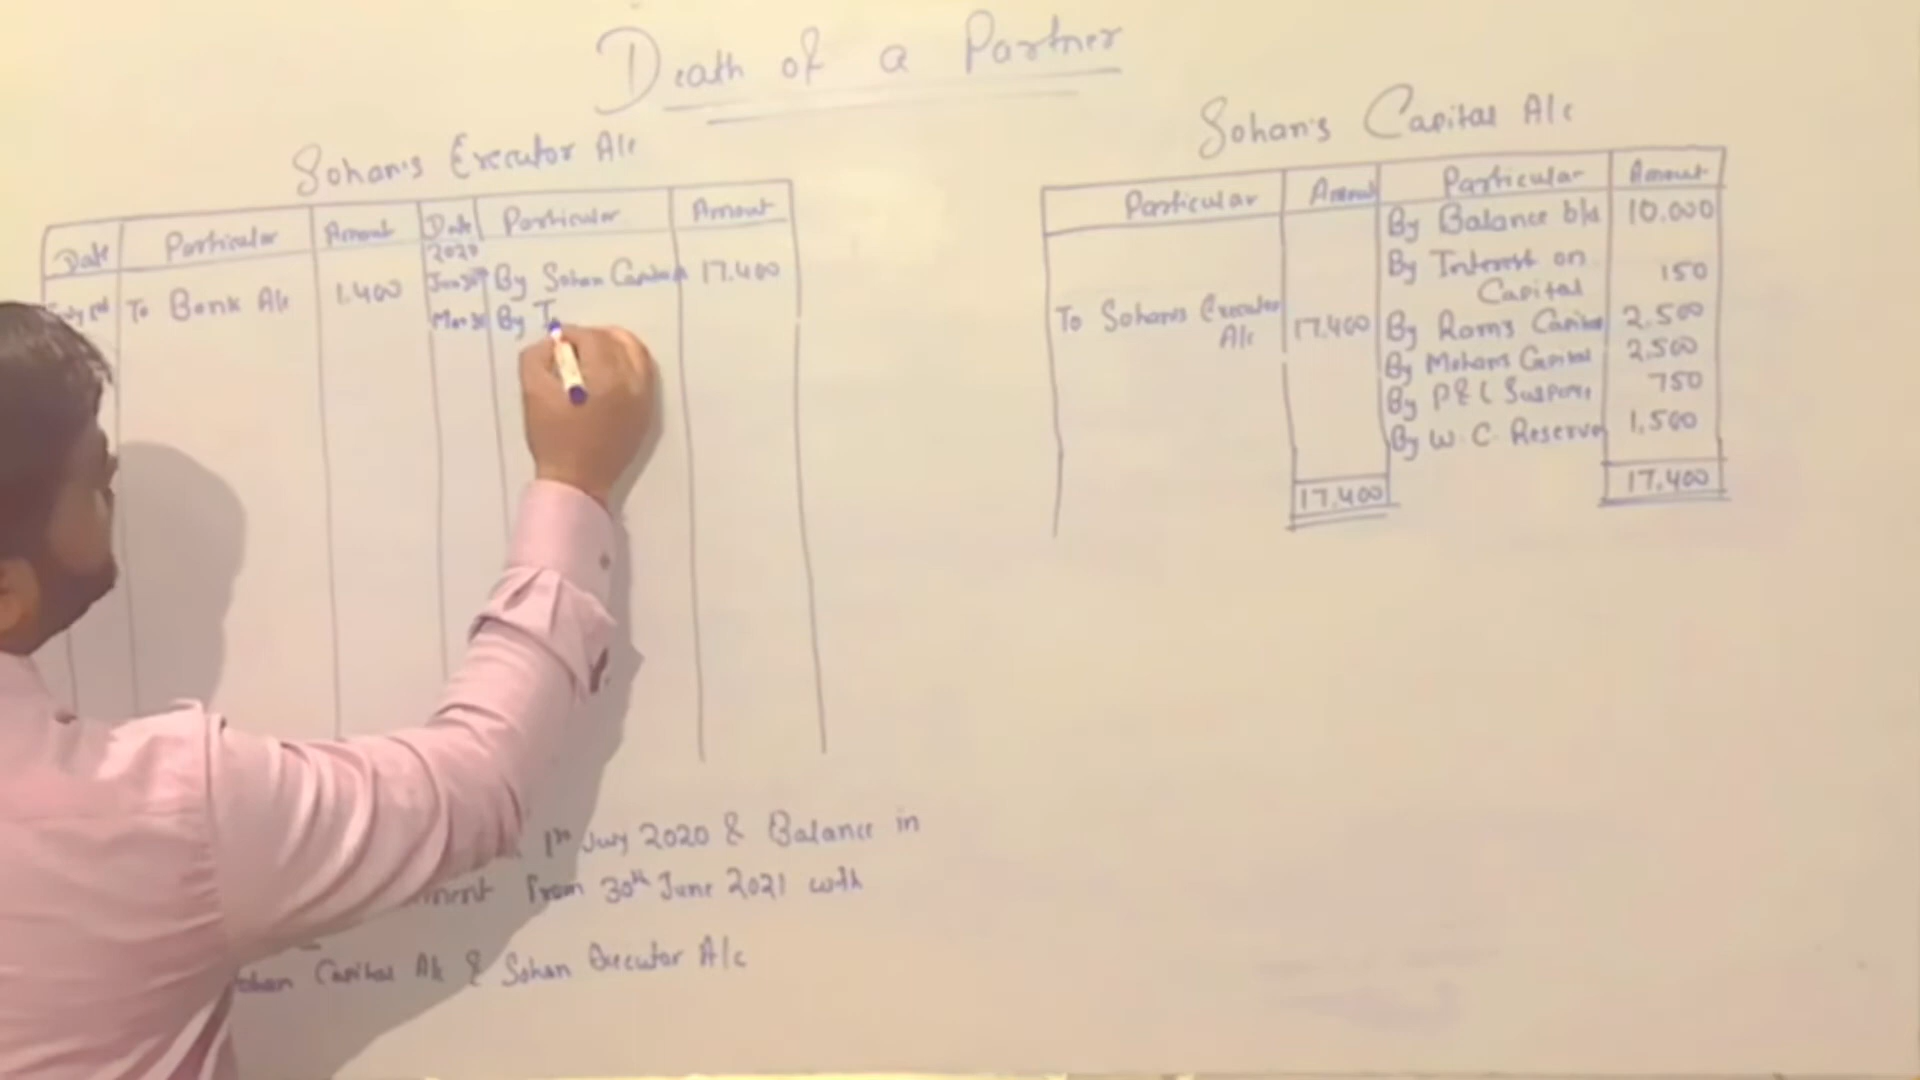 Death of a Partner
Sohan's Executor A/c
Date Particular Amount Date Particular Amount
2020
To Bank A/c 1,400 Jun 30th By Sohan Capital 17,400
By
Sohan's Capital A/c
Particular Amount Particular Amount
By Balance b/d 10,000
By Interest on
Capital 150
To Sohan's Executor
A/c 17,400 By Ram's Capital 2,500
By Mohan's Capital 2,500
By P & L Suspense 750
By W. C. Reserve 1,500
17,400 17,400
1st July 2020 & Balance in
from 30th June 2021 with
Capital A/c & Sohan Executor A/c